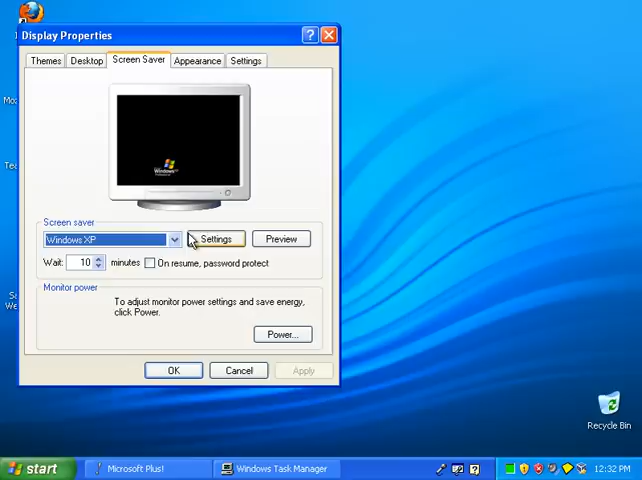 Display Properties
Themes Desktop Screen Saver Appearance Settings
Windows XP
Screen saver
Windows XP Settings Preview
Wait: 10 minutes On resume, password protect
Monitor power
To adjust monitor power settings and save energy,
click Power.
Power...
OK Cancel Apply
Recycle Bin
start Microsoft Plus! Windows Task Manager 12:32 PM